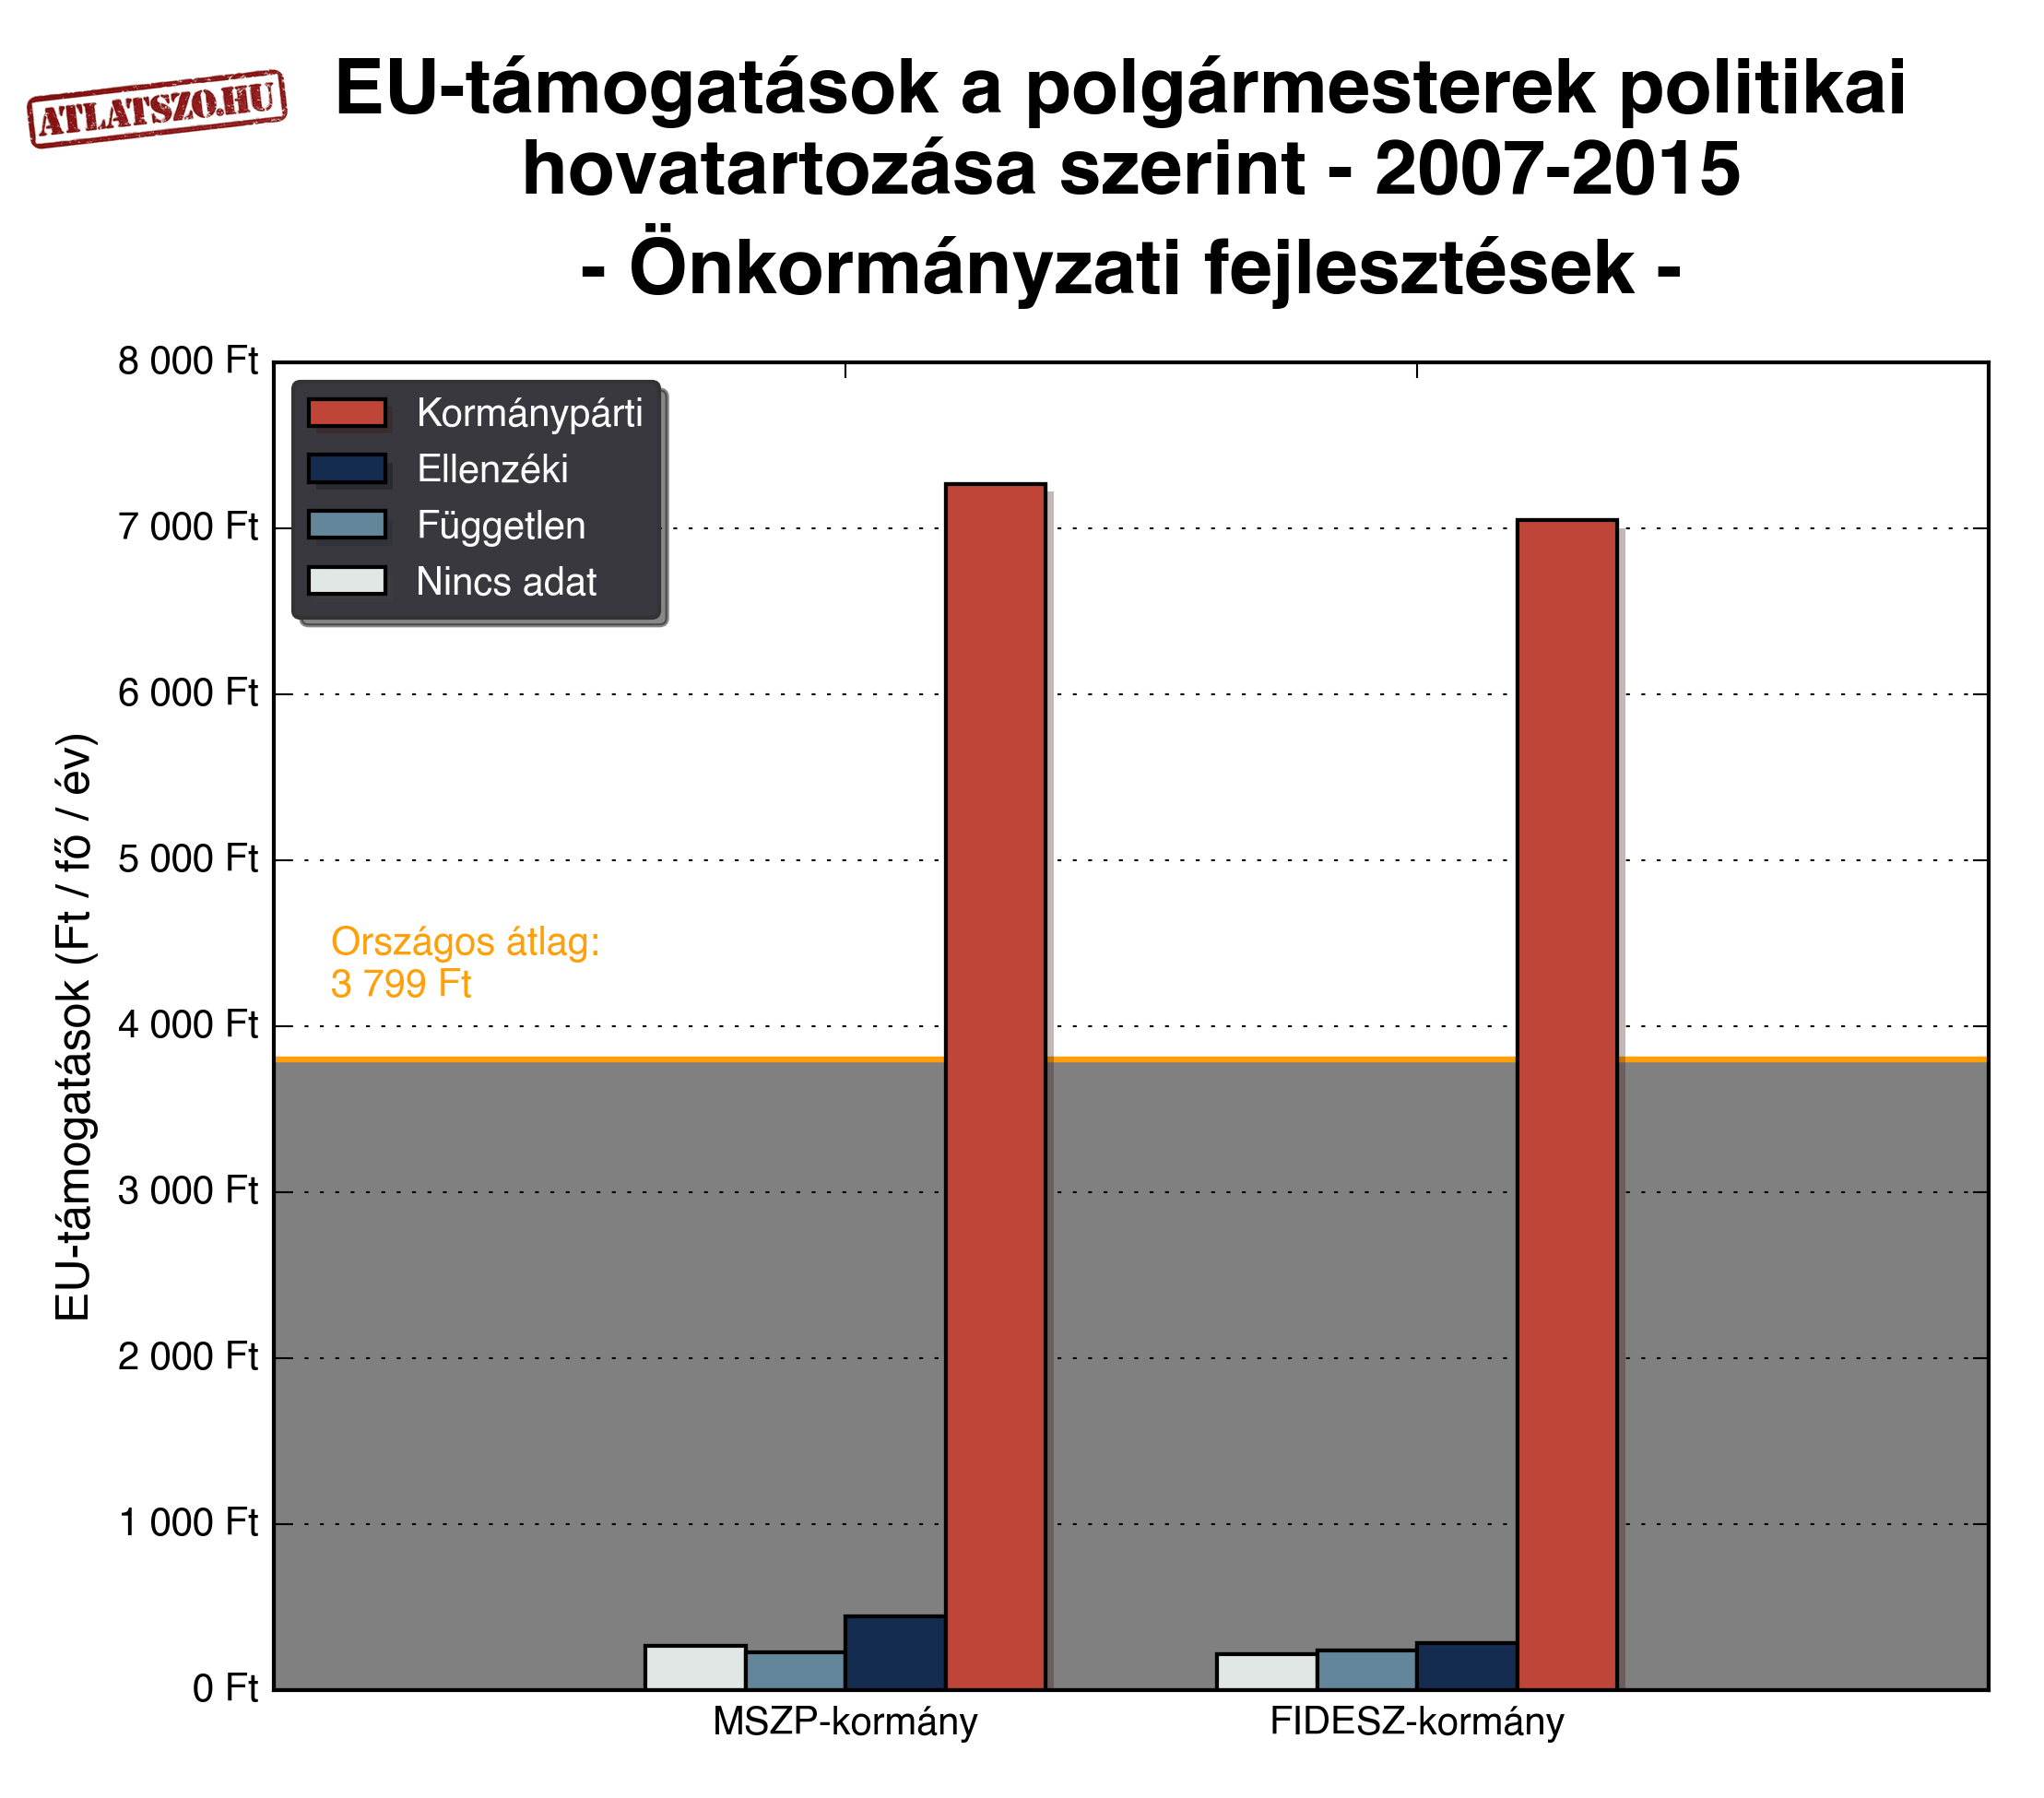 ATLATSZO.HU
EU-támogatások a polgármesterek politikai
hovatartozása szerint - 2007-2015
- Önkormányzati fejlesztések -
8 000 Ft
7 000 Ft
6 000 Ft
5 000 Ft
4 000 Ft
3 000 Ft
2 000 Ft
1 000 Ft
0 Ft
EU-támogatások (Ft / fő / év)
Kormánypárti
Ellenzéki
Független
Nincs adat
Országos átlag:
3 799 Ft
MSZP-kormány
FIDESZ-kormány